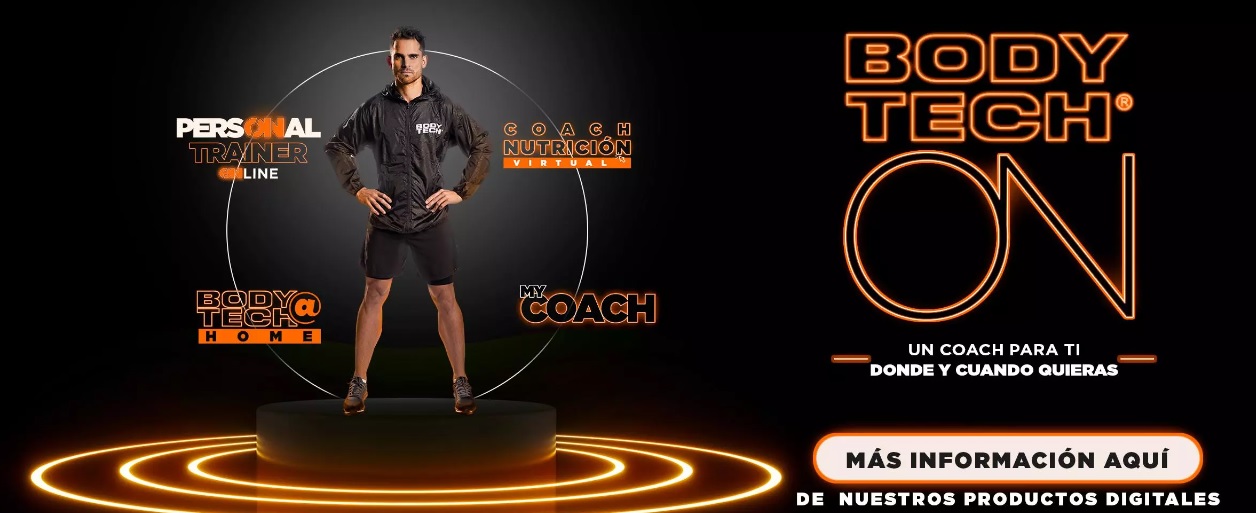 PERSONAL
TRAINER
ONLINE
COACH
NUTRICIÓN
VIRTUAL
BODY
TECH
BODY
TECH@
HOME
MY
COACH
BODY
TECH®
ON
UN COACH PARA TI
DONDE Y CUANDO QUIERAS
MÁS INFORMACIÓN AQUÍ
DE NUESTROS PRODUCTOS DIGITALES